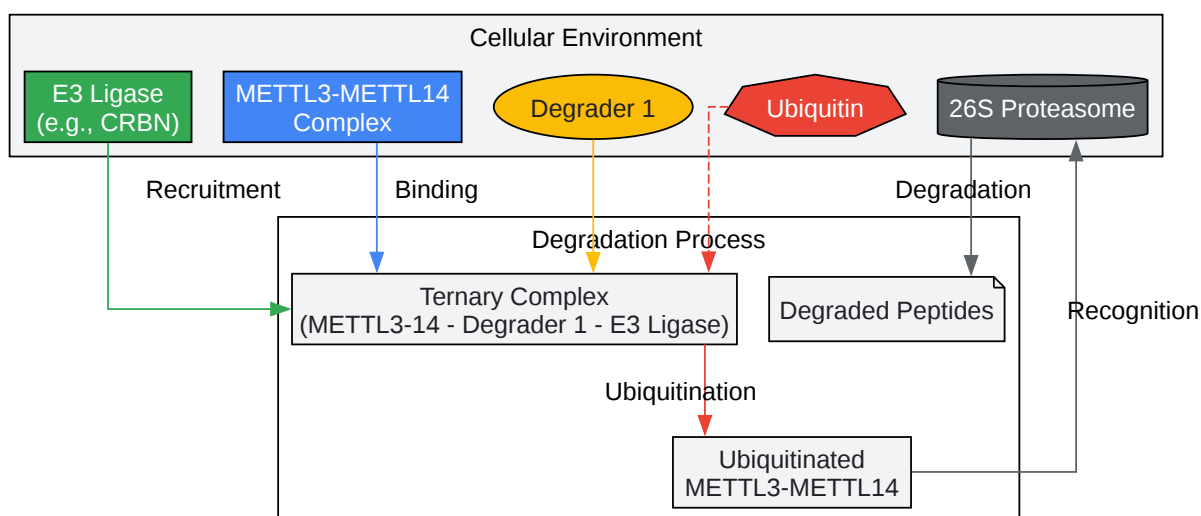 Cellular Environment
E3 Ligase
(e.g., CRBN)
METTL3-METTL14
Complex
Degrader 1
Ubiquitin
26S Proteasome
Recruitment
Binding
Degradation
Degradation Process
Ternary Complex
(METTL3-14 - Degrader 1 - E3 Ligase)
Degraded Peptides
Recognition
Ubiquitination
Ubiquitinated
METTL3-METTL14